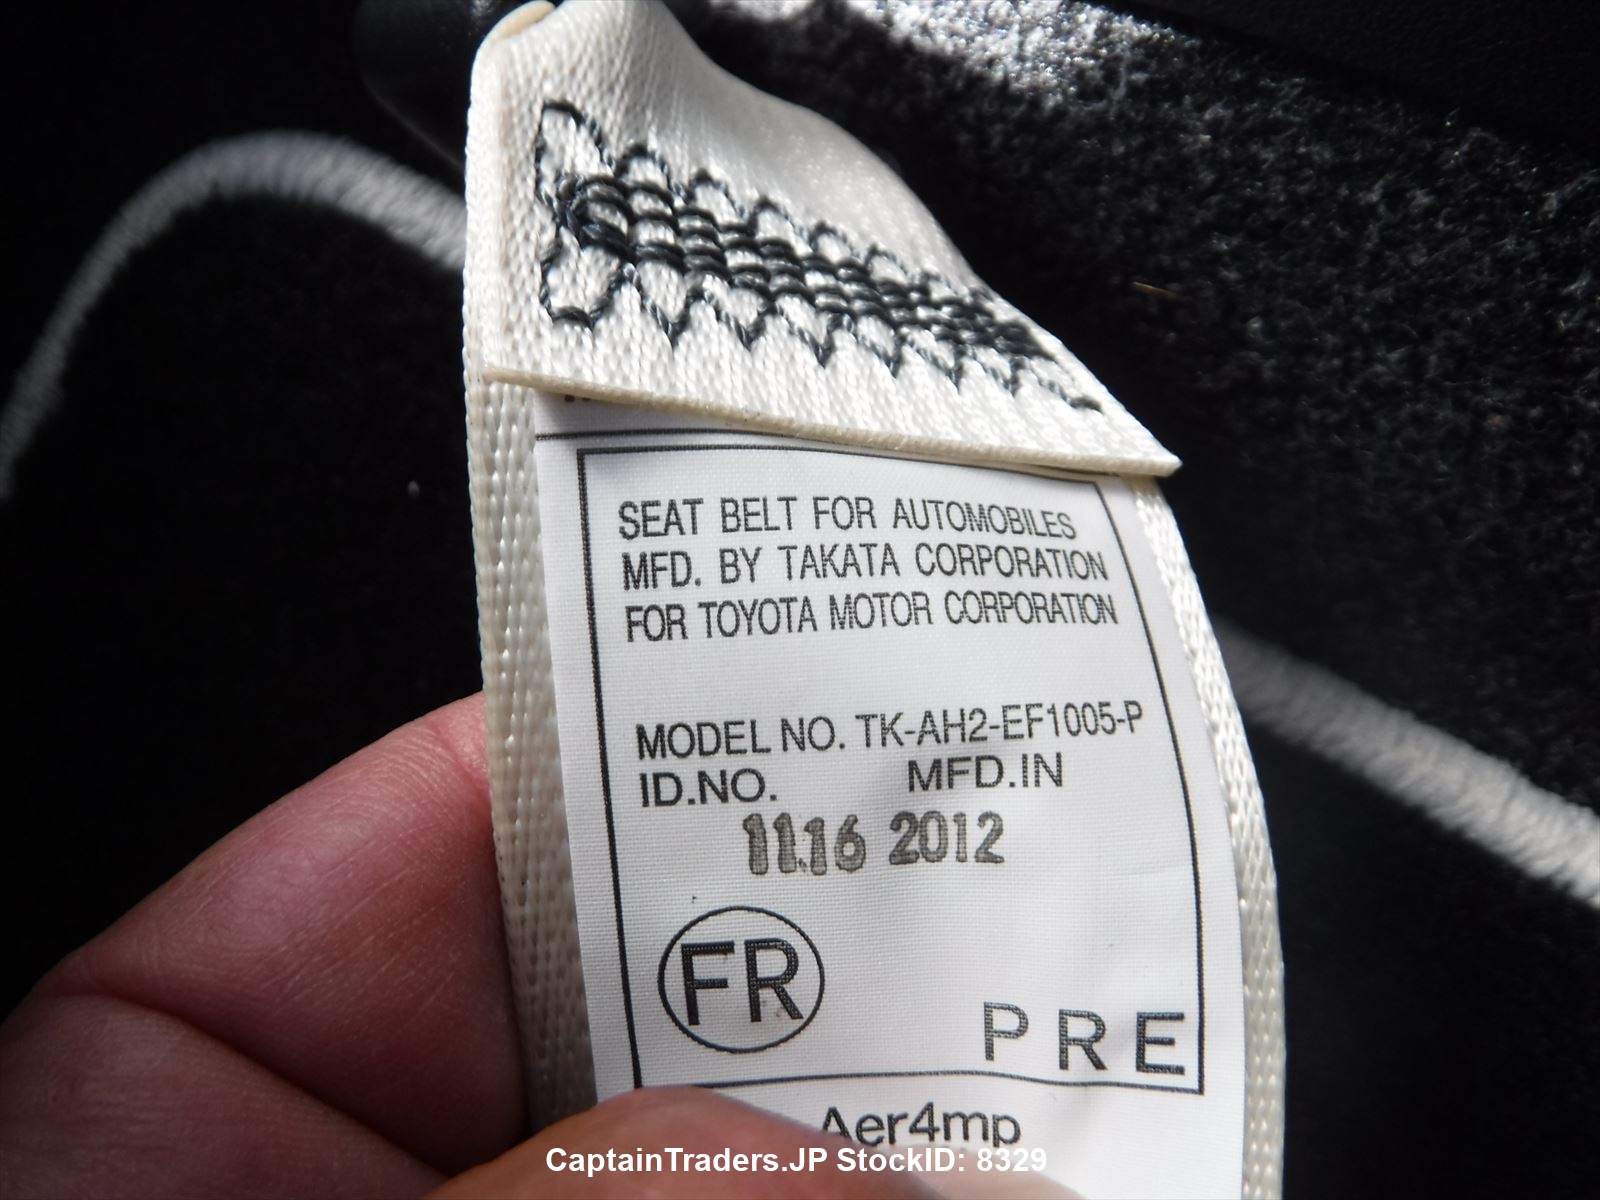 SEAT BELT FOR AUTOMOBILES
MFD. BY TAKATA CORPORATION
FOR TOYOTA MOTOR CORPORATION
MODEL NO. TK-AH2-EF1005-P
ID.NO. MFD.IN
11.16 2012
FR
PRE
Aer4mp
CaptainTraders.JP StockID: 8329